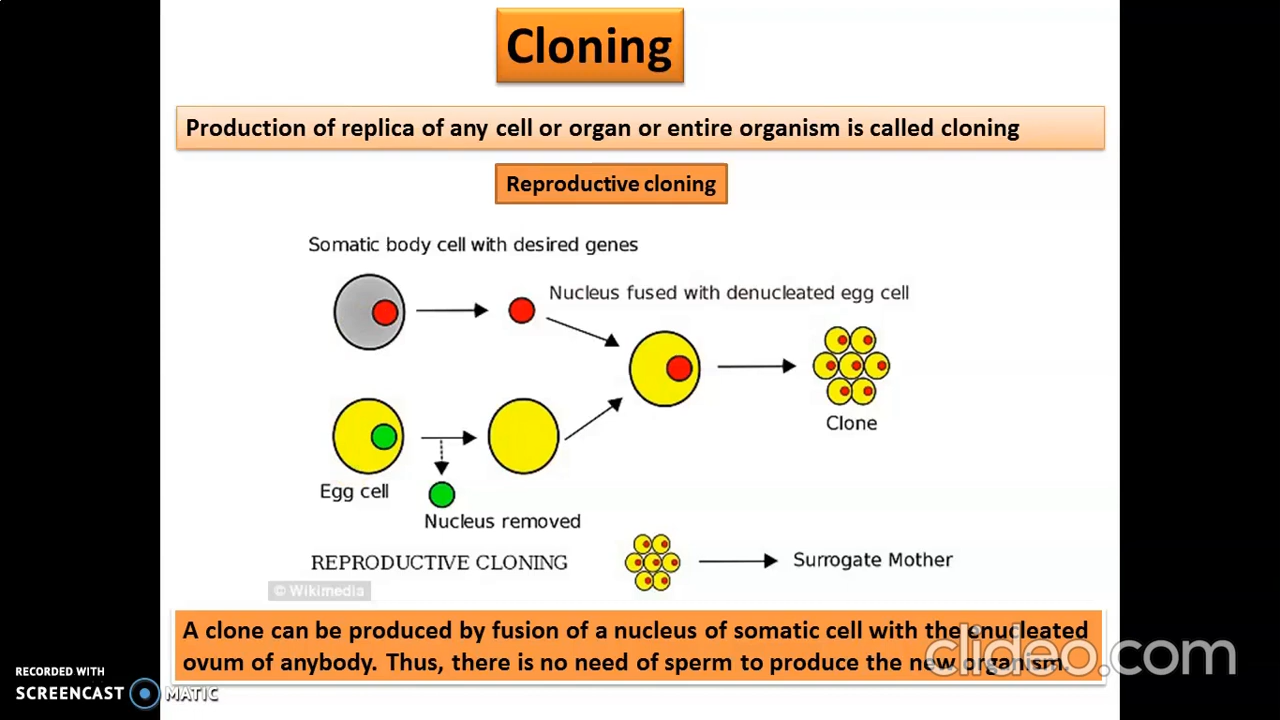 Cloning
Production of replica of any cell or organ or entire organism is called cloning
Reproductive cloning
Somatic body cell with desired genes
Nucleus fused with denucleated egg cell
Clone
Egg cell
Nucleus removed
REPRODUCTIVE CLONING
Surrogate Mother
© Wikimedia
A clone can be produced by fusion of a nucleus of somatic cell with the enucleated
ovum of anybody. Thus, there is no need of sperm to produce the new organism.
clideo.com
RECORDED WITH
SCREENCAST MATIC